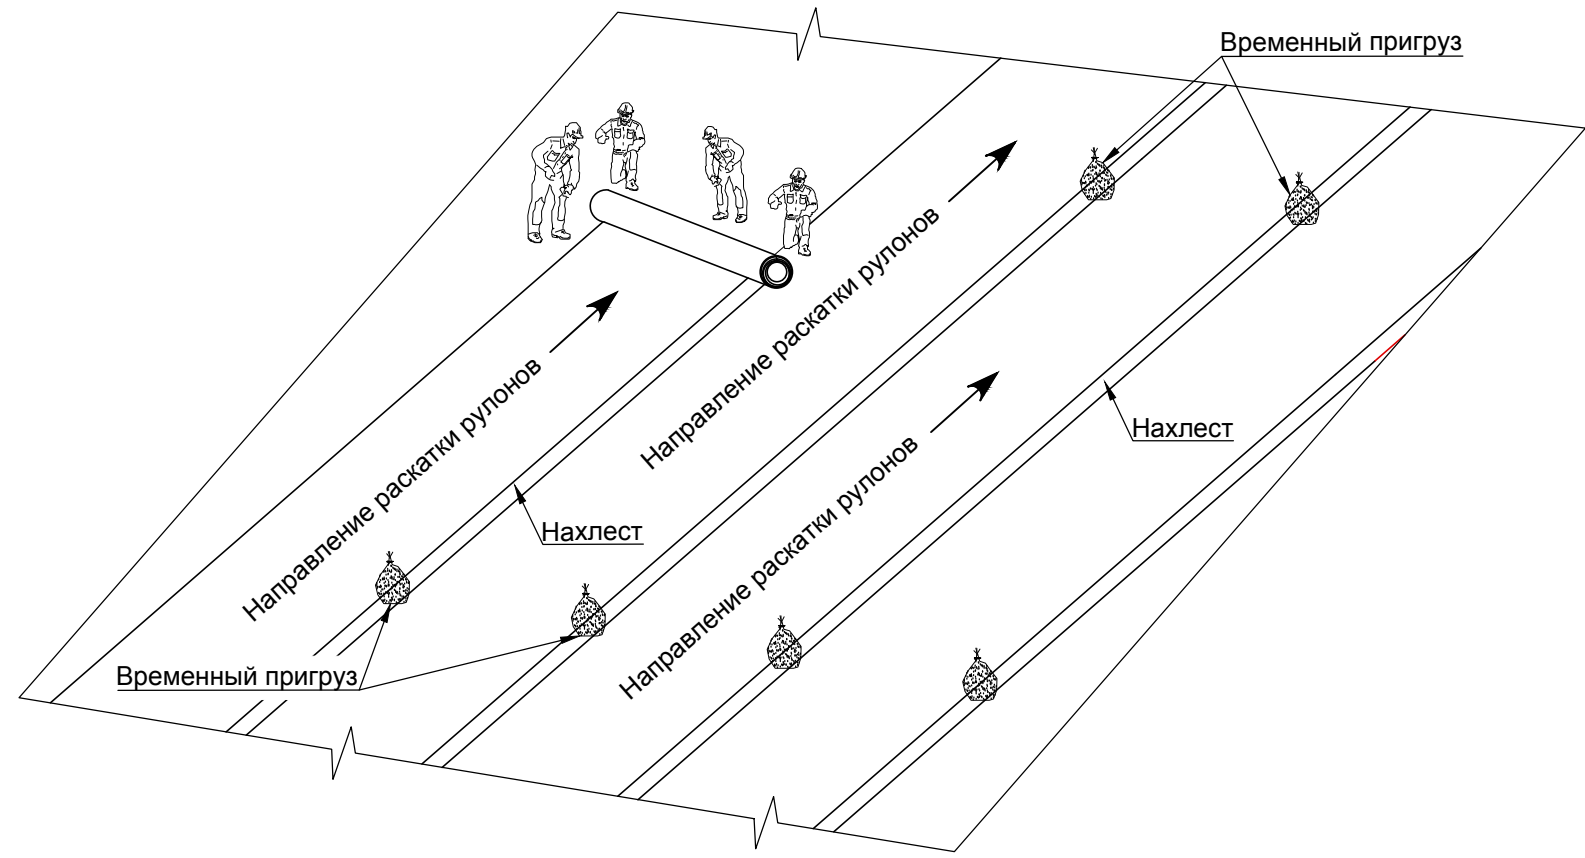 Временный пригруз
Направление раскатки рулонов
Направление раскатки рулонов
Нахлест
Направление раскатки рулонов
Нахлест
Временный пригруз